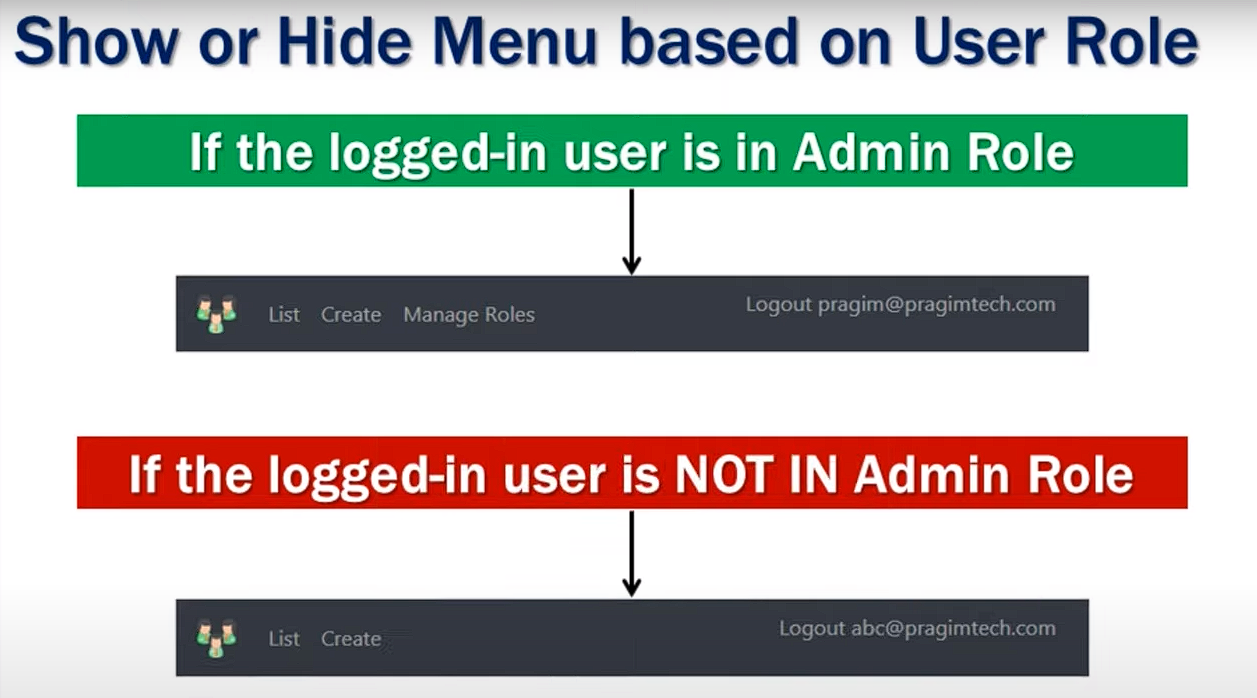 Show or Hide Menu based on User Role
If the logged-in user is in Admin Role
List Create Manage Roles Logout pragim@pragimtech.com
If the logged-in user is NOT IN Admin Role
List Create Logout abc@pragimtech.com